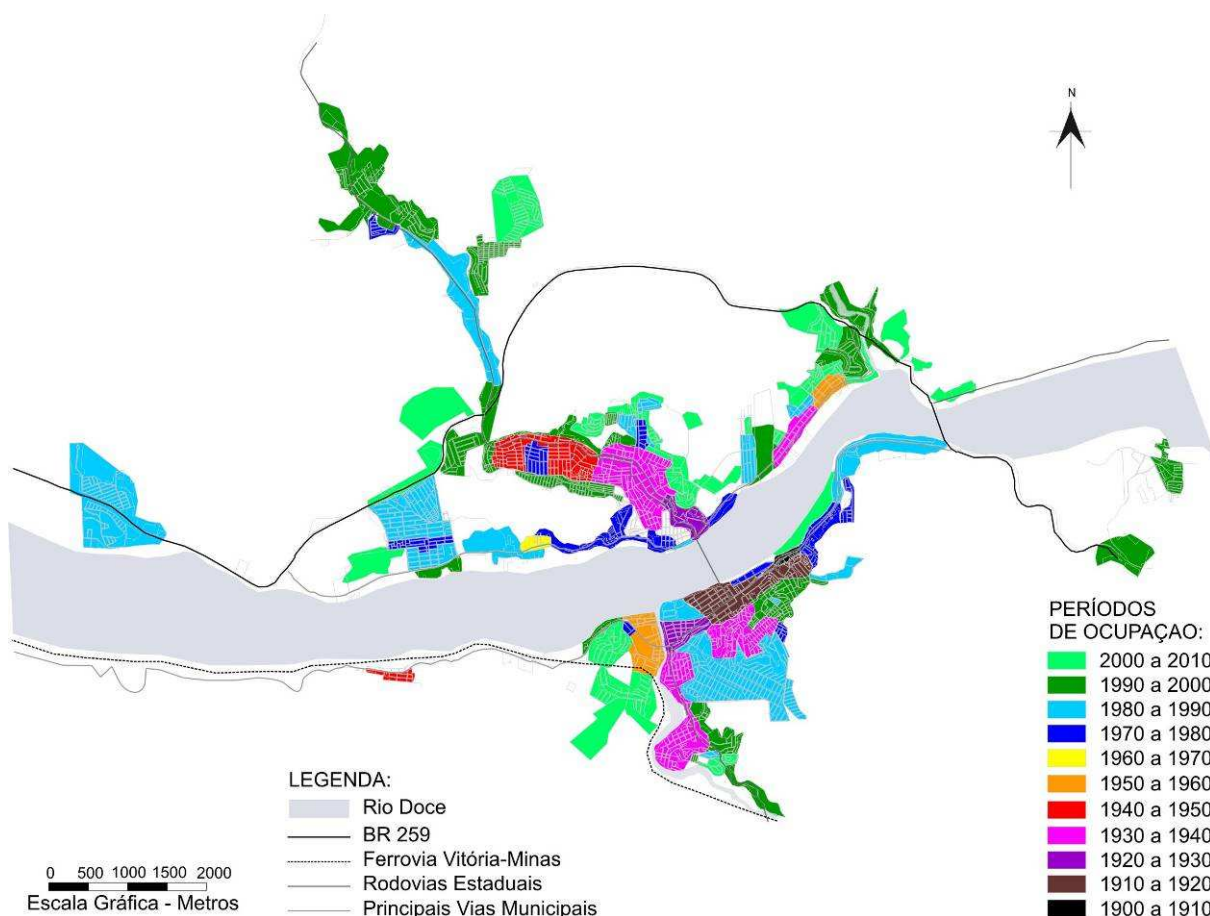 N
PERÍODOS
DE OCUPAÇAO:
2000 a 2010
1990 a 2000
1980 a 1990
1970 a 1980
1960 a 1970
1950 a 1960
1940 a 1950
1930 a 1940
1920 a 1930
1910 a 1920
1900 a 1910
LEGENDA:
Rio Doce
BR 259
Ferrovia Vitória-Minas
Rodovias Estaduais
Principais Vias Municipais
0 500 1000 1500 2000
Escala Gráfica - Metros